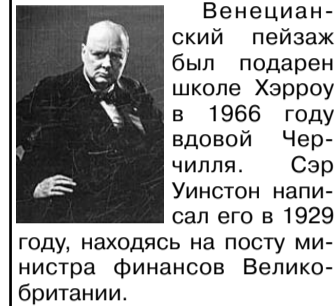 Венециан-
ский пейзаж
был подарен
школе Хэрроу
в 1966 году
вдовой Чер-
чилля. Сэр
Уинстон напи-
сал его в 1929
году, находясь на посту ми-
нистра финансов Велико-
британии.